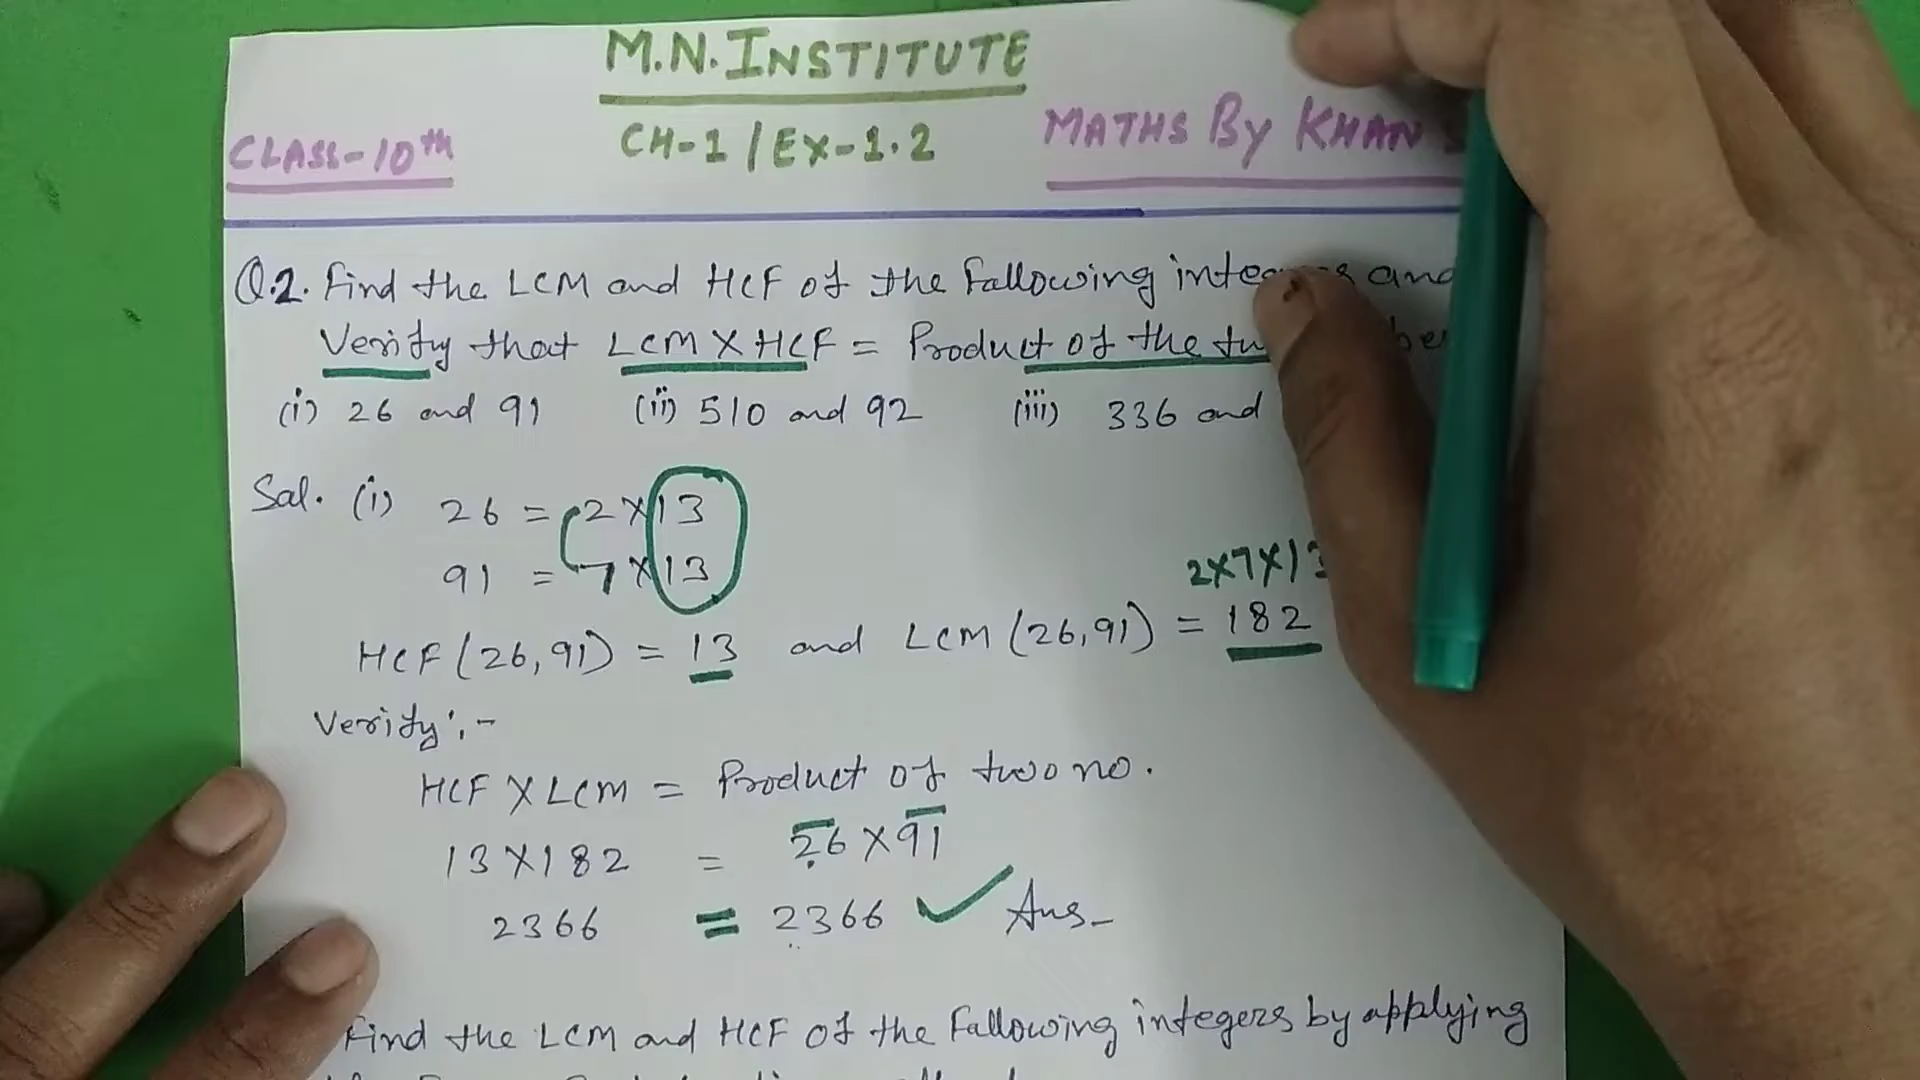 M.N. INSTITUTE
CLASS-10th
CH-1 / EX-1.2
MATHS By KHAN
Q.2. Find the LCM and HCF of the Fallowing and
Verify that LCM X HCF = Product of the
(i) 26 and 91 (ii) 510 and 92 (iii) 336 and
Sal. (i) 26 = 2 X 13
91 = 7 X 13
2X7X13
HCF (26,91) = 13 and LCM (26,91) = 182
Verify :-
HCF X LCM = Product of two no.
13 X 182 = 26 X 91
2366 = 2366 ✓ Ans-
Find the LCM and HCF of the Fallowing integers by applying